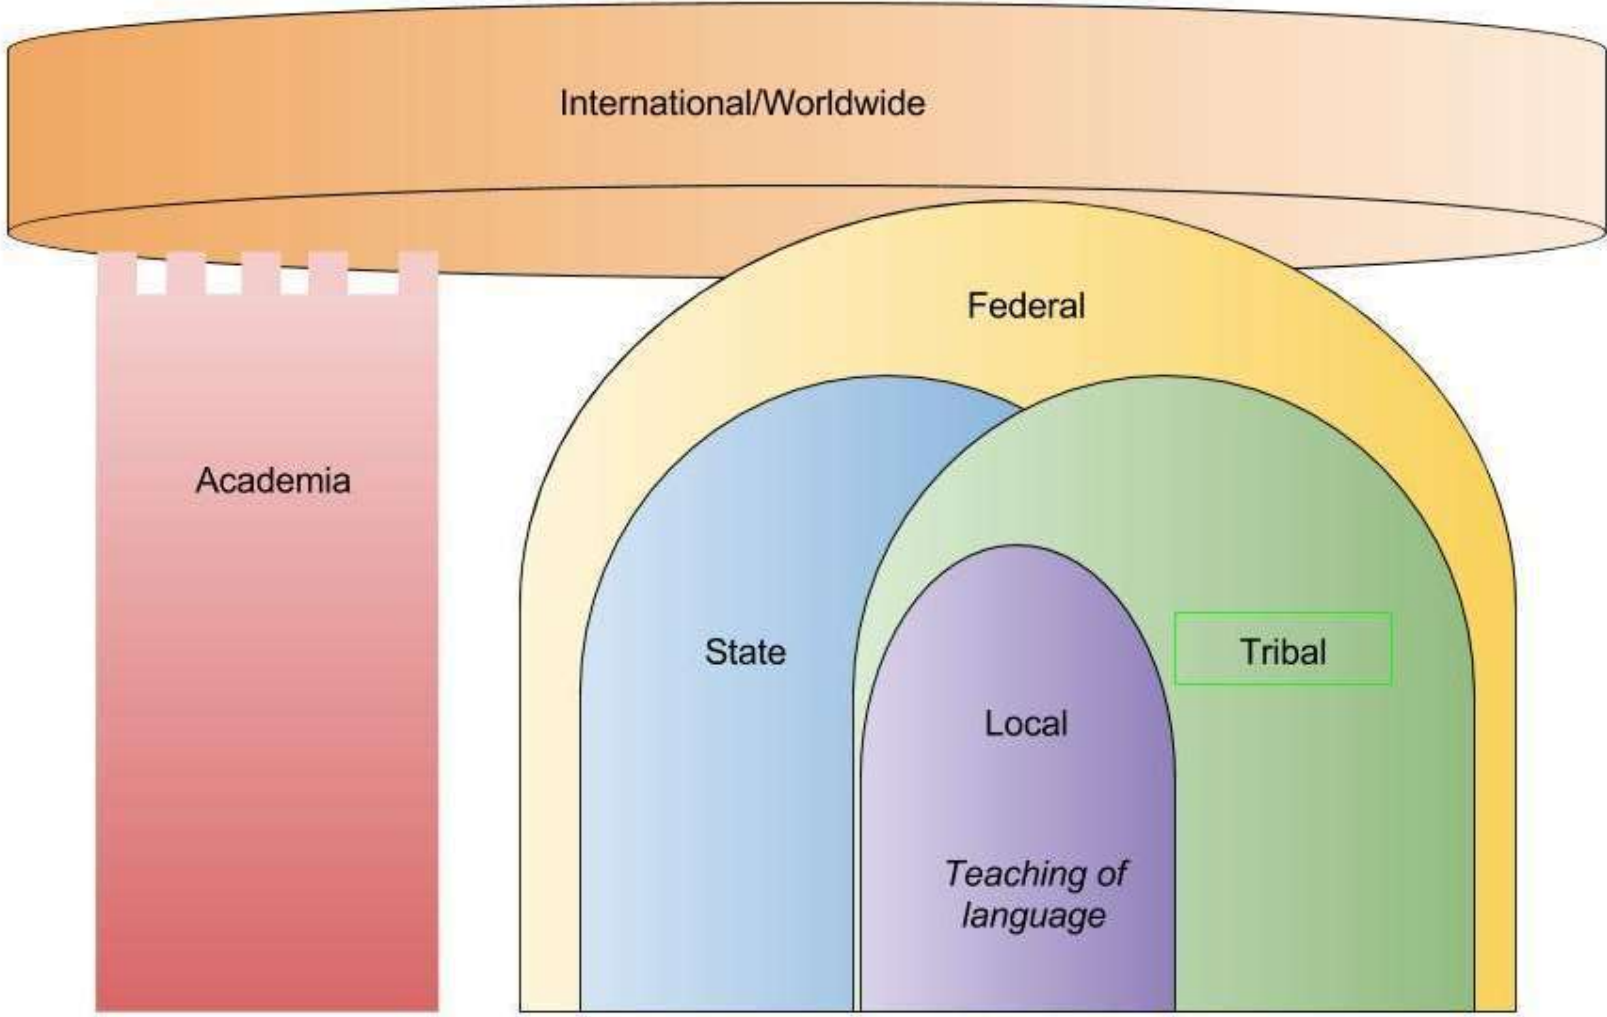 International/Worldwide
Federal
Academia
State
Tribal
Local
Teaching of
language